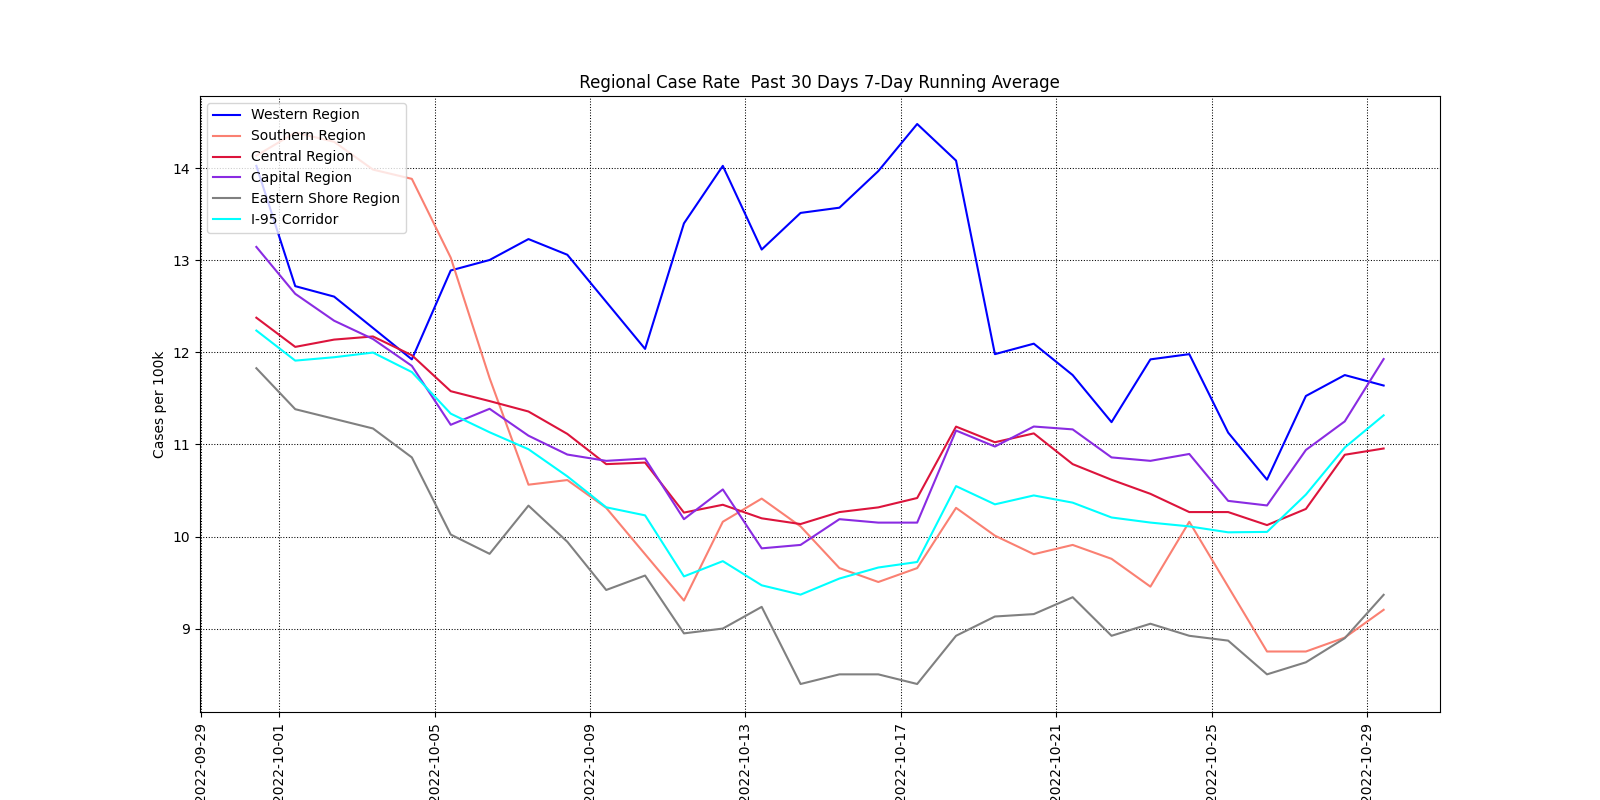 Regional Case Rate  Past 30 Days 7-Day Running Average
Western Region
Southern Region
Central Region
Capital Region
Eastern Shore Region
I-95 Corridor
Cases per 100k
14
13
12
11
10
9
2022-09-29
2022-10-01
2022-10-05
2022-10-09
2022-10-13
2022-10-17
2022-10-21
2022-10-25
2022-10-29